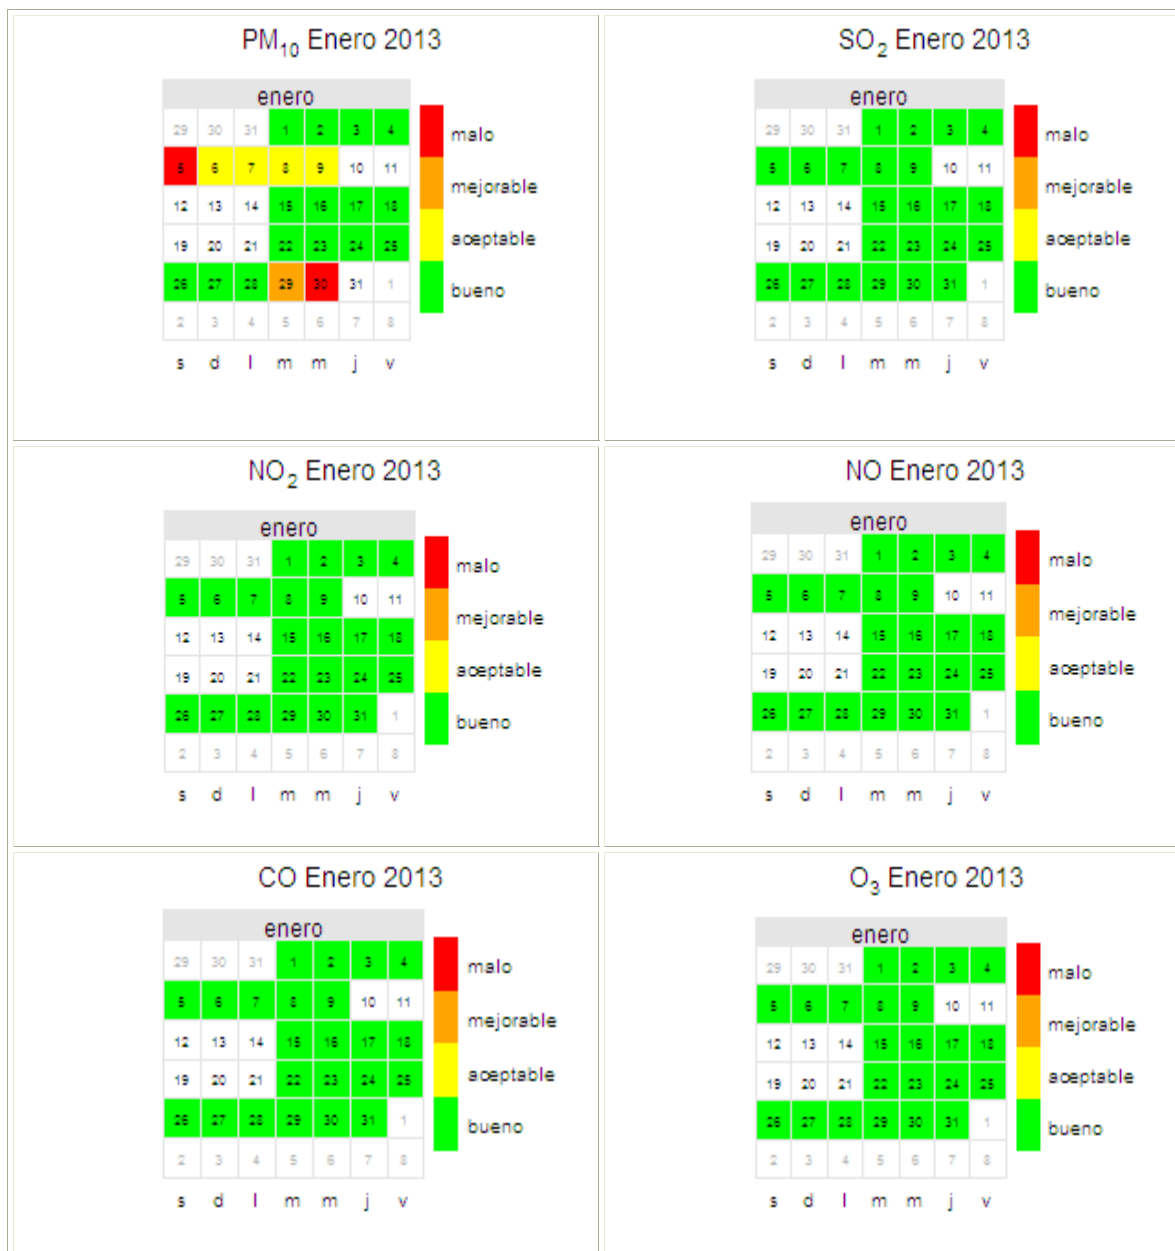 PM10 Enero 2013
enero
29 30 31 1 2 3 4
5 6 7 8 9 10 11
12 13 14 15 16 17 18
19 20 21 22 23 24 25
26 27 28 29 30 31 1
2 3 4 5 6 7 8
s d l m m j v
malo
mejorable
aceptable
bueno
SO2 Enero 2013
enero
29 30 31 1 2 3 4
5 6 7 8 9 10 11
12 13 14 15 16 17 18
19 20 21 22 23 24 25
26 27 28 29 30 31 1
2 3 4 5 6 7 8
s d l m m j v
malo
mejorable
aceptable
bueno
NO2 Enero 2013
enero
29 30 31 1 2 3 4
5 6 7 8 9 10 11
12 13 14 15 16 17 18
19 20 21 22 23 24 25
26 27 28 29 30 31 1
2 3 4 5 6 7 8
s d l m m j v
malo
mejorable
aceptable
bueno
NO Enero 2013
enero
29 30 31 1 2 3 4
5 6 7 8 9 10 11
12 13 14 15 16 17 18
19 20 21 22 23 24 25
26 27 28 29 30 31 1
2 3 4 5 6 7 8
s d l m m j v
malo
mejorable
aceptable
bueno
CO Enero 2013
enero
29 30 31 1 2 3 4
5 6 7 8 9 10 11
12 13 14 15 16 17 18
19 20 21 22 23 24 25
26 27 28 29 30 31 1
2 3 4 5 6 7 8
s d l m m j v
malo
mejorable
aceptable
bueno
O3 Enero 2013
enero
29 30 31 1 2 3 4
5 6 7 8 9 10 11
12 13 14 15 16 17 18
19 20 21 22 23 24 25
26 27 28 29 30 31 1
2 3 4 5 6 7 8
s d l m m j v
malo
mejorable
aceptable
bueno